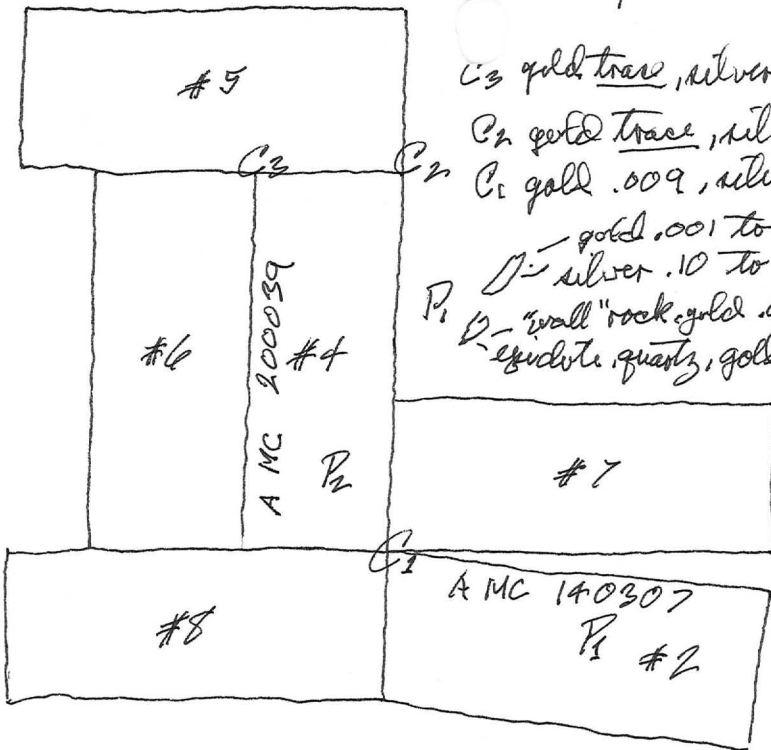 #5
C3 gold trace, silver
C3
C2
C2 gold trace, sil
C1 gold .009, silv
gold .001 to
silver .10 to
P1
"wall" rock gold
epidote, quartz, gold
#6
AMC 200039
#4
P2
#7
C1
AMC 140307
#8
P1
#2